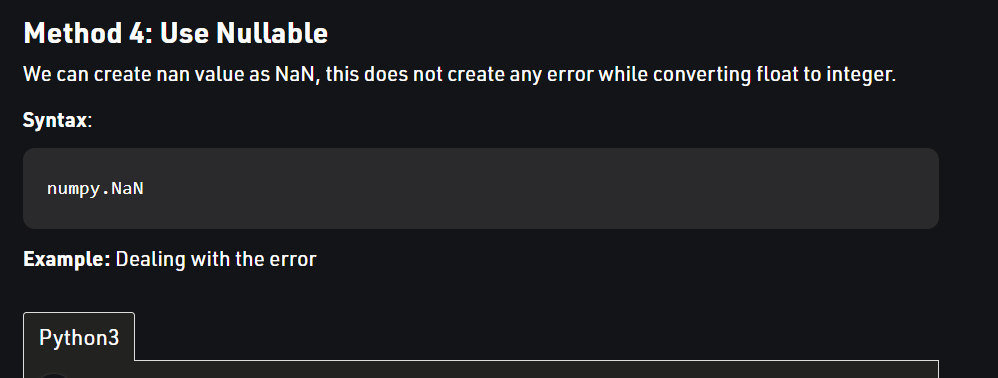 Method 4: Use Nullable
We can create nan value as NaN, this does not create any error while converting float to integer.
Syntax:
numpy.NaN
Example: Dealing with the error
Python3